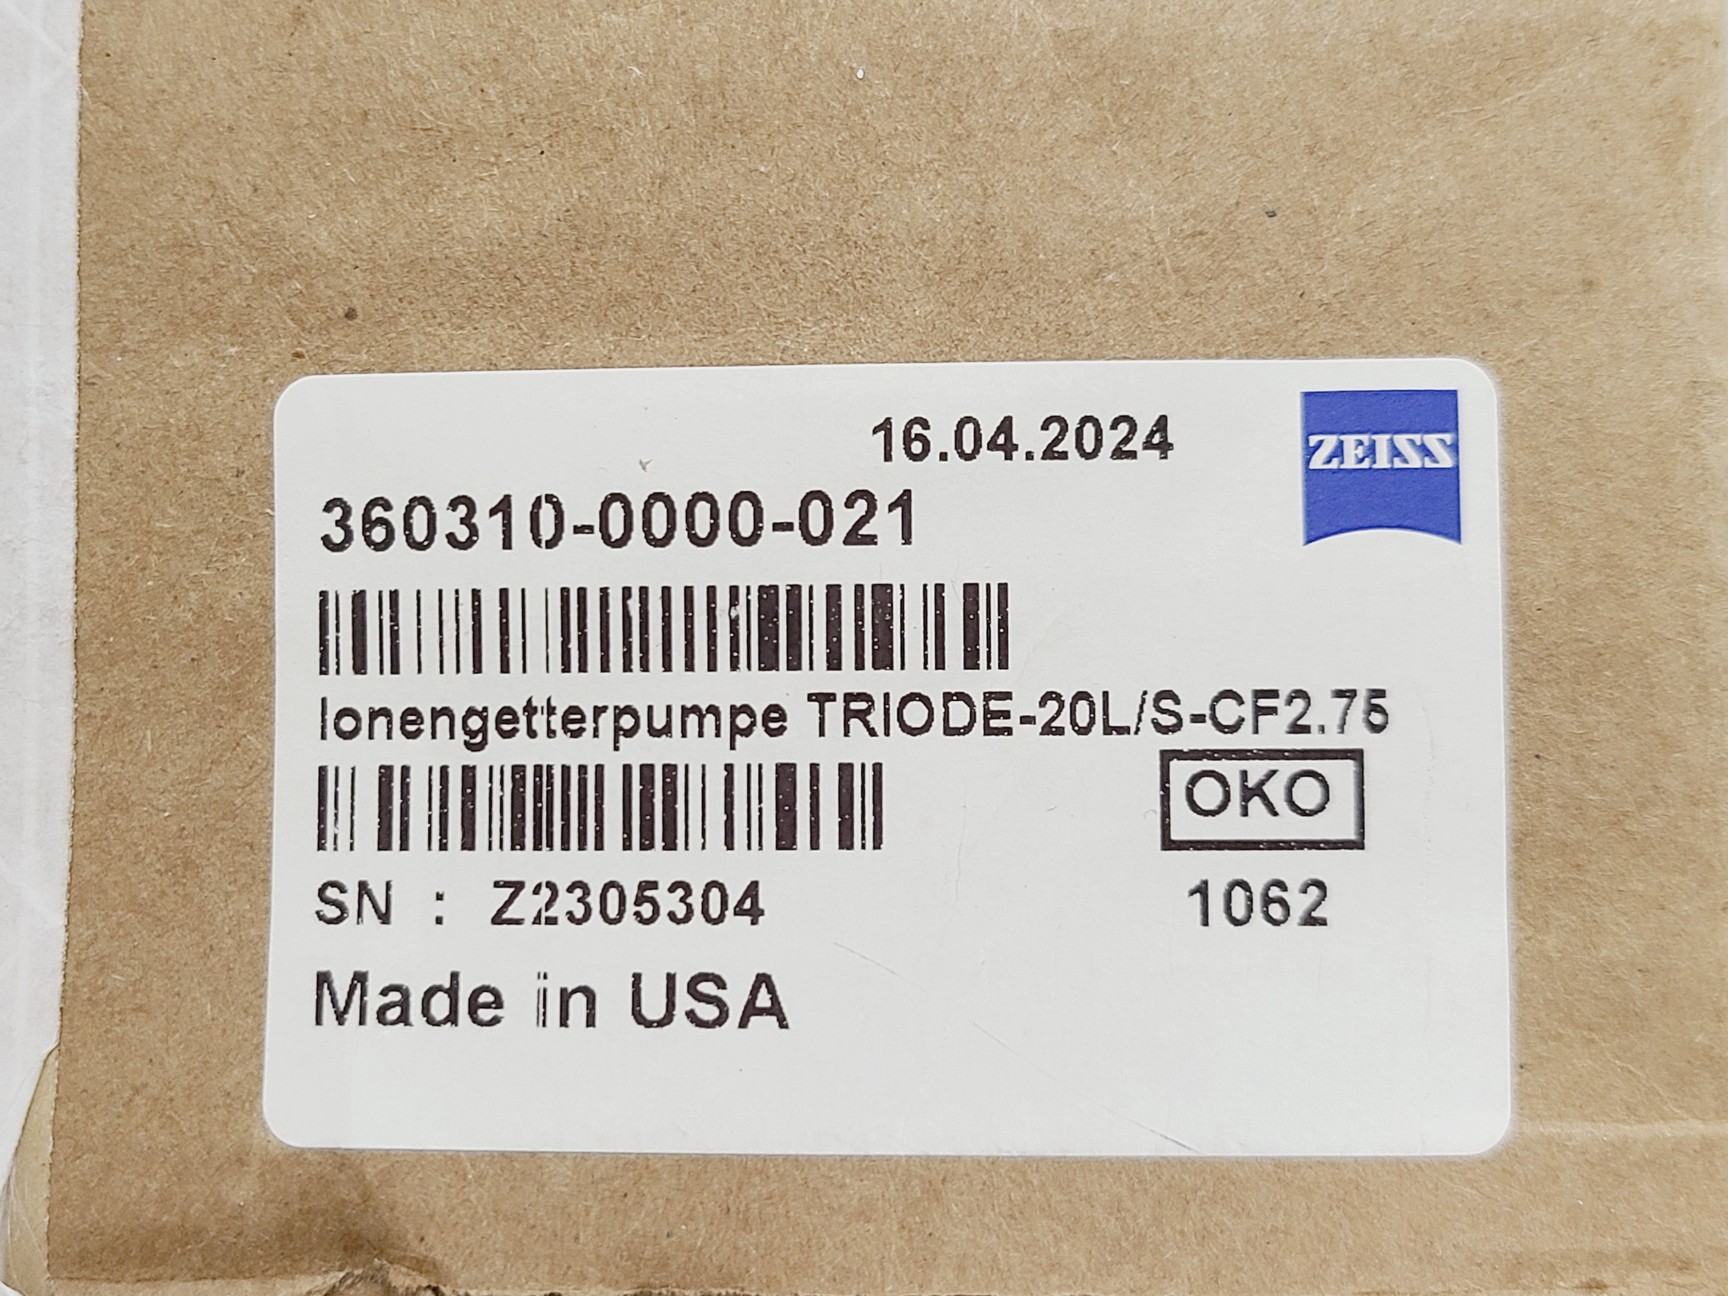 16.04.2024
ZEISS
360310-0000-021
Ionengetterpumpe TRIODE-20L/S-CF2.75
OKO
SN : Z2305304
1062
Made in USA